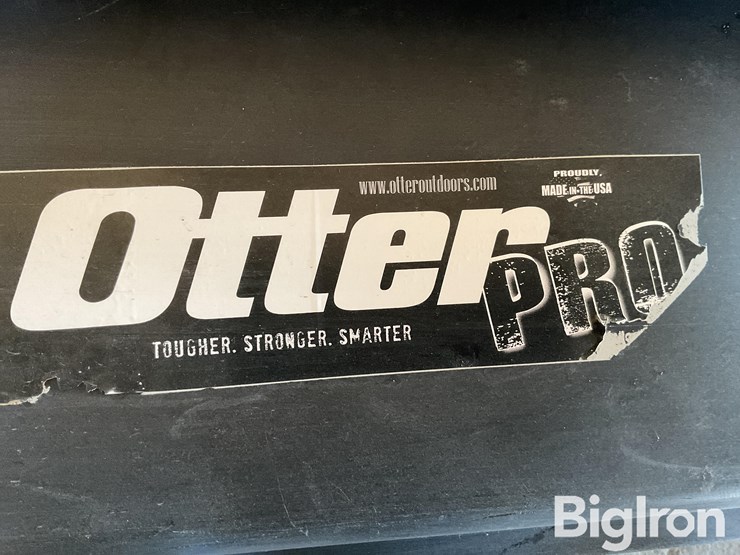 www.otteroutdoors.com
PROUDLY
MADE IN THE USA
Otter PRO
TOUGHER. STRONGER. SMARTER
BigIron